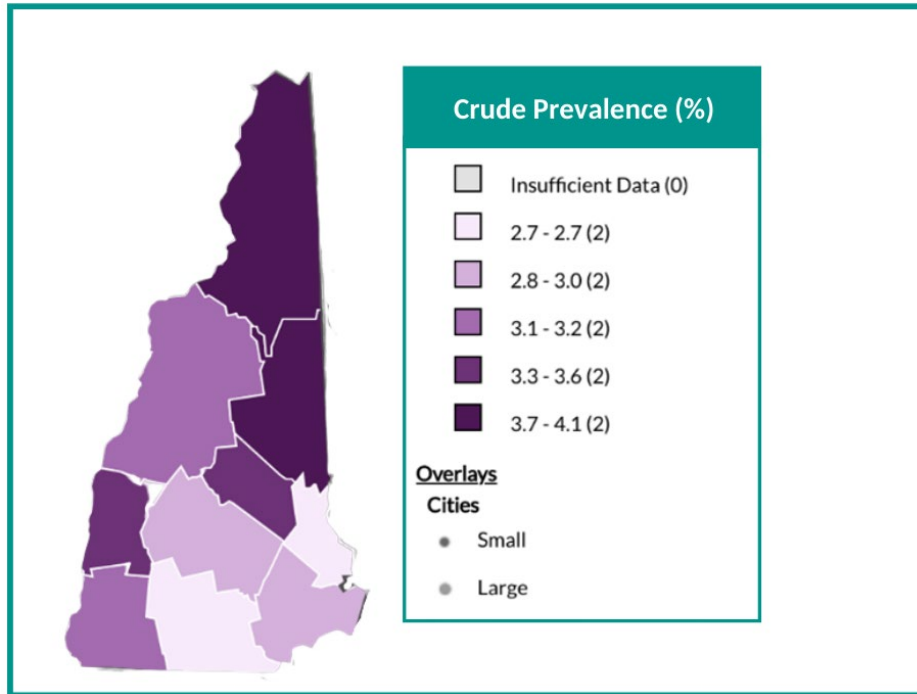 Crude Prevalence (%)
Insufficient Data (0)
2.7 - 2.7 (2)
2.8 - 3.0 (2)
3.1 - 3.2 (2)
3.3 - 3.6 (2)
3.7 - 4.1 (2)
Overlays
Cities
Small
Large